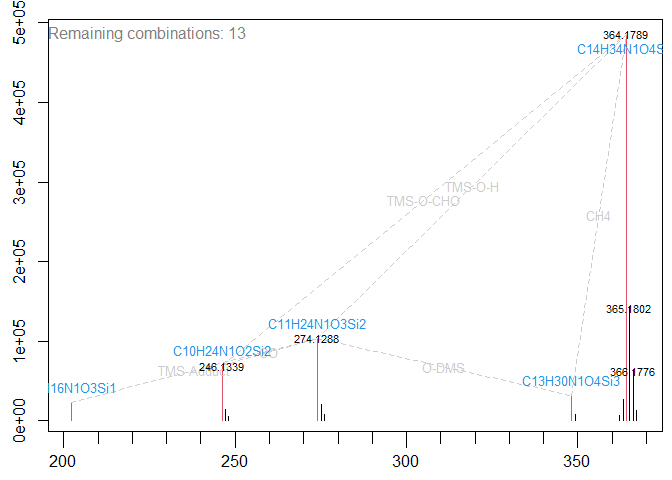 Remaining combinations: 13
5e+05
4e+05
3e+05
2e+05
1e+05
0e+00
364.1789
C14H34N1O4S
TMS-O-H
TMS-O-CHO
CH4
365.1802
C11H24N1O3Si2
274.1288
C10H24N1O2Si2
246.1339
O-DMS
366.1776
C13H30N1O4Si3
I16N1O3Si1
200
250
300
350